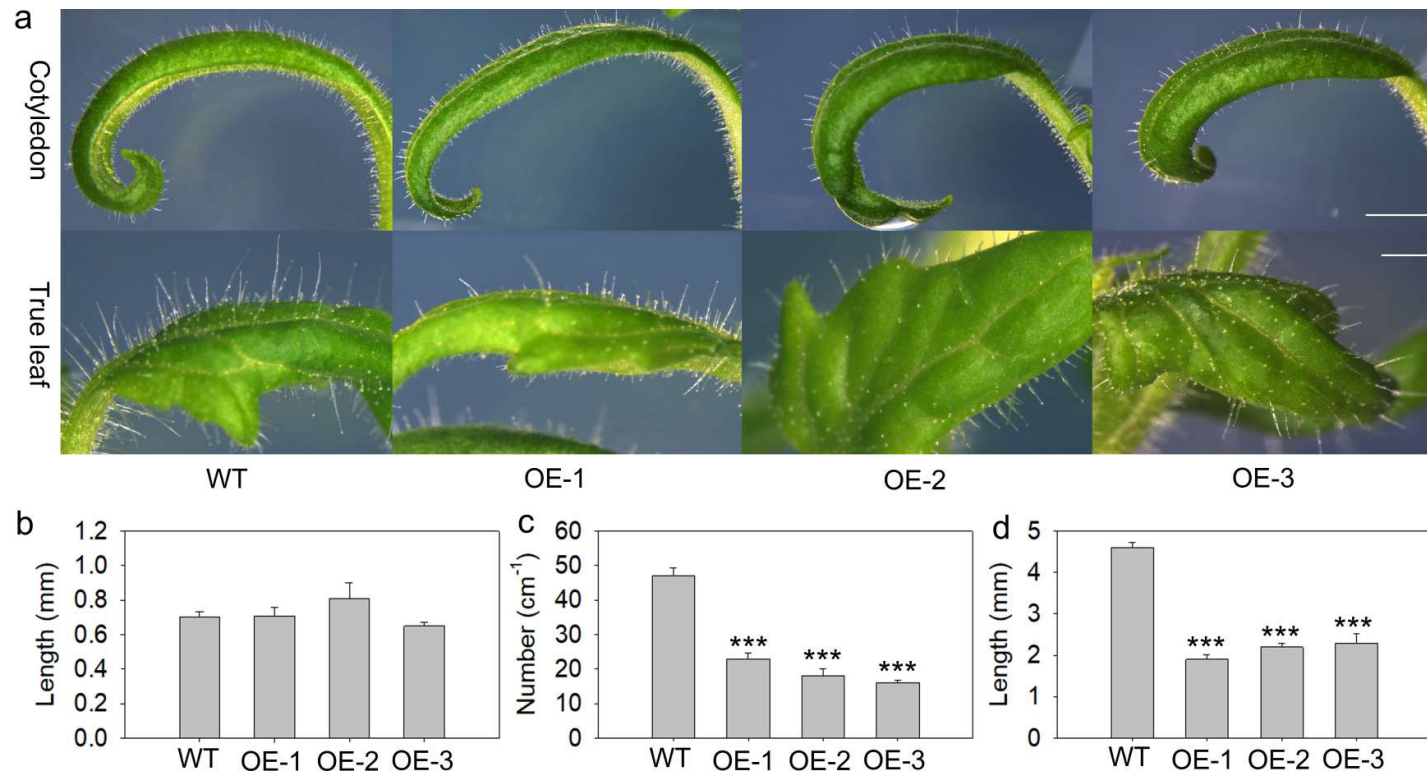 a
Cotyledon
True leaf
WT OE-1 OE-2 OE-3
b
Length (mm)
1.2
1.0
0.8
0.6
0.4
0.2
0.0
WT OE-1 OE-2 OE-3
c
Number (cm⁻¹)
60
50
40
30
20
10
0
*** *** ***
WT OE-1 OE-2 OE-3
d
Length (mm)
5
4
3
2
1
0
*** *** ***
WT OE-1 OE-2 OE-3